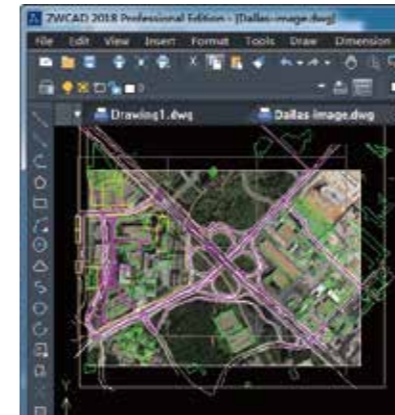 ZWCAD 2018 Professional Edition - [Dallas-image.dwg]
File Edit View Insert Format Tools Draw Dimension
Drawing1.dwg Dallas-image.dwg
Y